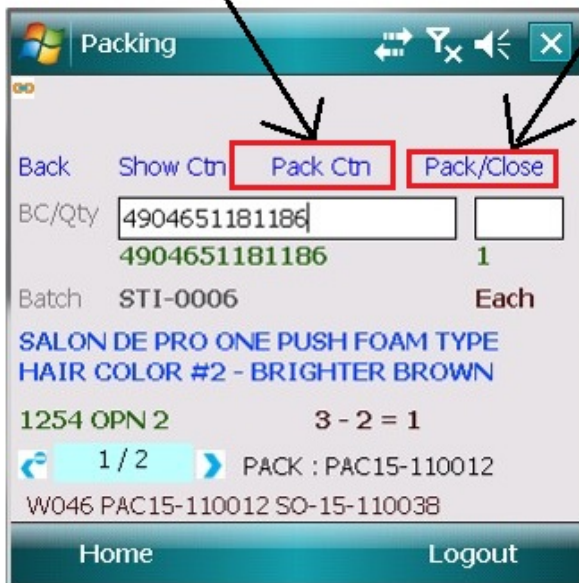 Packing
Back Show Ctn Pack Ctn Pack/Close
BC/Qty 4904651181186
4904651181186 1
Batch STI-0006 Each
SALON DE PRO ONE PUSH FOAM TYPE
HAIR COLOR #2 - BRIGHTER BROWN
1254 OPN 2 3 - 2 = 1
1 / 2 PACK : PAC15-110012
W046 PAC15-110012 SO-15-110038
Home Logout